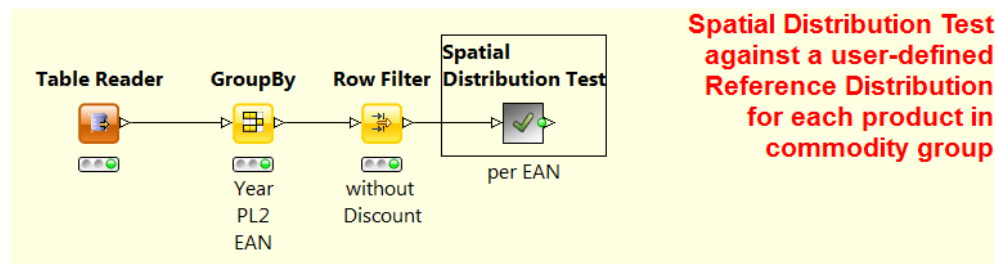 Spatial Distribution Test
against a user-defined
Reference Distribution
for each product in
commodity group
Table Reader
GroupBy
Row Filter
Spatial
Distribution Test
Year
PL2
EAN
without
Discount
per EAN